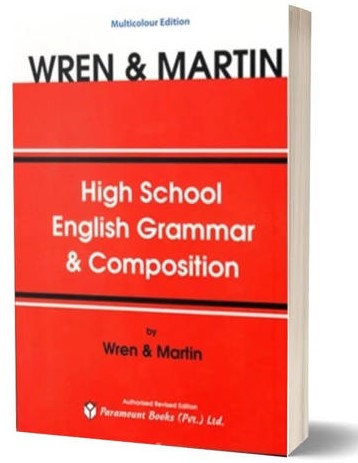 Multicolour Edition
WREN & MARTIN
High School
English Grammar
& Composition
by
Wren & Martin
Authorised Revised Edition
Paramount Books (Pvt.) Ltd.